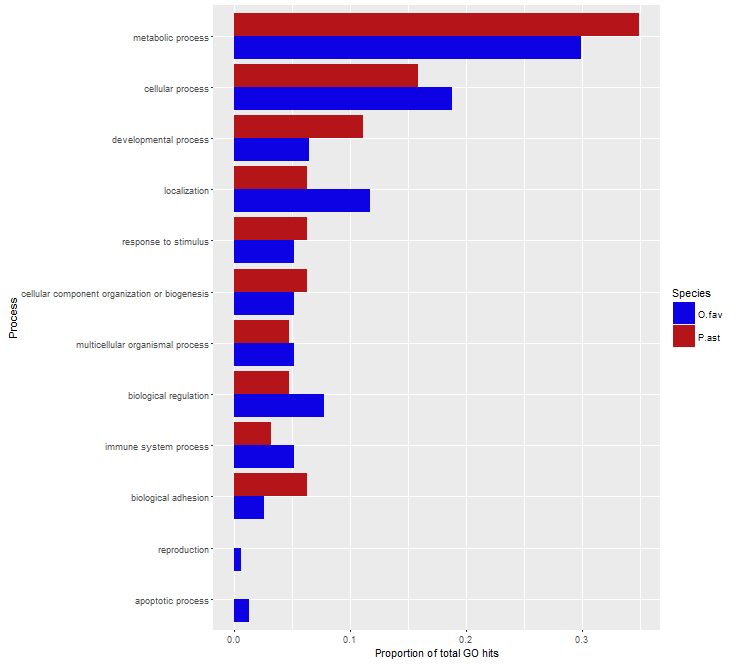 metabolic process
cellular process
developmental process
localization
response to stimulus
cellular component organization or biogenesis
multicellular organismal process
biological regulation
immune system process
biological adhesion
reproduction
apoptotic process
Process
0.0 0.1 0.2 0.3
Proportion of total GO hits
Species
O.fav
P.ast